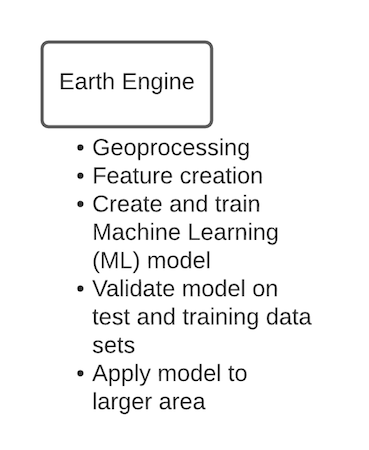 Earth Engine
• Geoprocessing
• Feature creation
• Create and train
Machine Learning
(ML) model
• Validate model on
test and training data
sets
• Apply model to
larger area